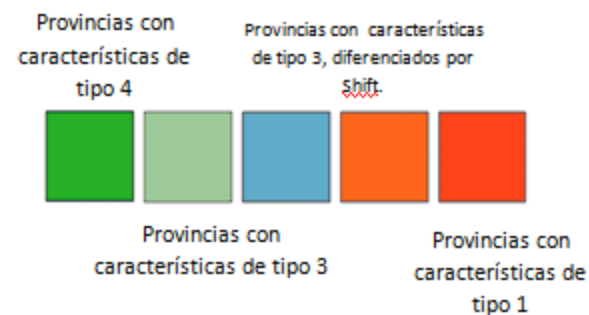 Provincias con
características de
tipo 4
Provincias con características
de tipo 3, diferenciados por
Shift.
Provincias con
características de tipo 3
Provincias con
características de
tipo 1